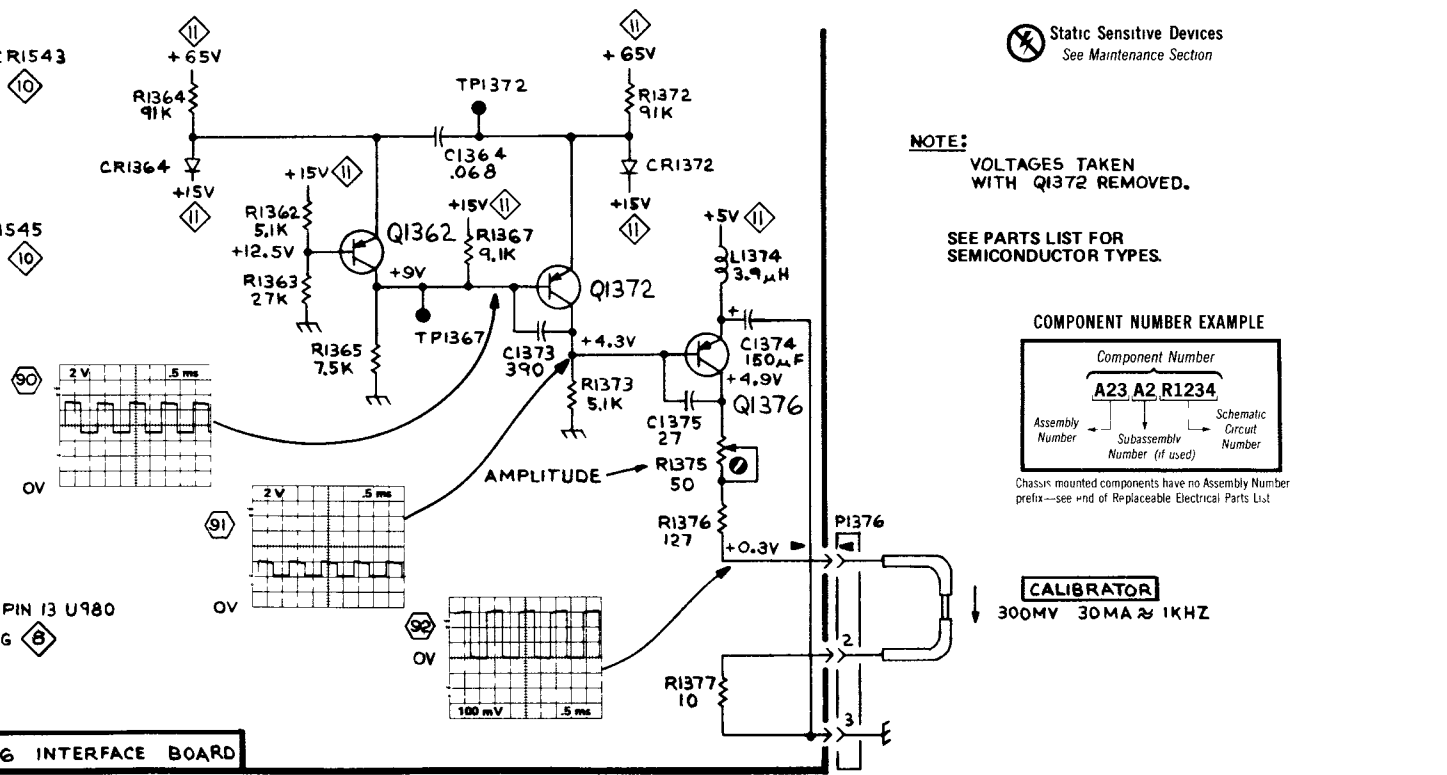 CR1543
10
11
+65V
R1364
91K
CR1364
+15V
11
+15V 11
R1362
5.1K
+12.5V
R1363
27K
Q1362
TP1372
C1364
.068
11
+65V
R1372
91K
CR1372
+15V
11
+15V 11
R1367
9.1K
+9V
TP1367
Q1372
R1365
7.5K
C1373
390
+4.3V
R1373
5.1K
+5V 11
L1374
3.9µH
+
C1374
150µF
+4.9V
Q1376
C1375
27
AMPLITUDE
R1375
50
R1376
127
+0.3V
P1376
2
R1377
10
3
1545
10
90
2 V .5 ms
0V
91
2 V .5 ms
0V
92
0V
100 mV .5 ms
PIN 13 U980
G 8
6 INTERFACE BOARD
Static Sensitive Devices
See Maintenance Section
NOTE:
VOLTAGES TAKEN
WITH Q1372 REMOVED.
SEE PARTS LIST FOR
SEMICONDUCTOR TYPES.
COMPONENT NUMBER EXAMPLE
Component Number
A23 A2 R1234
Assembly
Number
Subassembly
Number (if used)
Schematic
Circuit
Number
Chassis mounted components have no Assembly Number
prefix—see end of Replaceable Electrical Parts List
CALIBRATOR
300MV 30MA ≈ 1KHZ